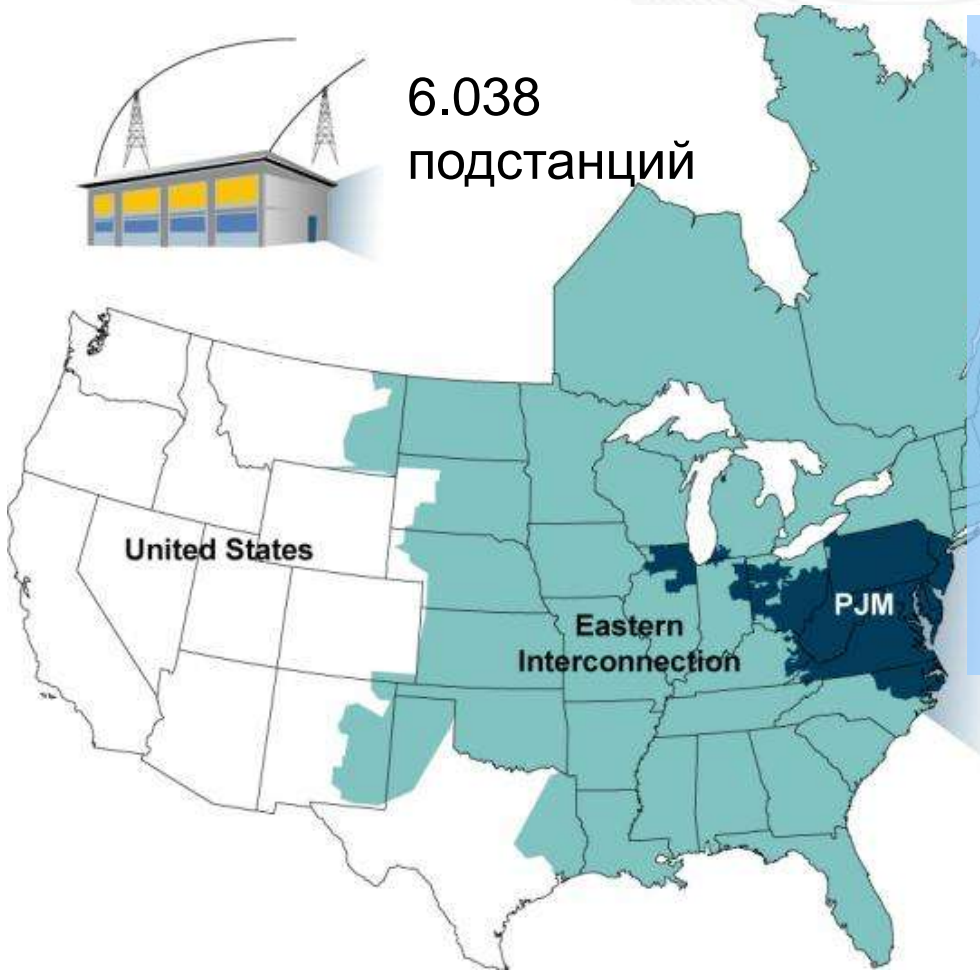 6.038
подстанций
United States
PJM
Eastern
Interconnection